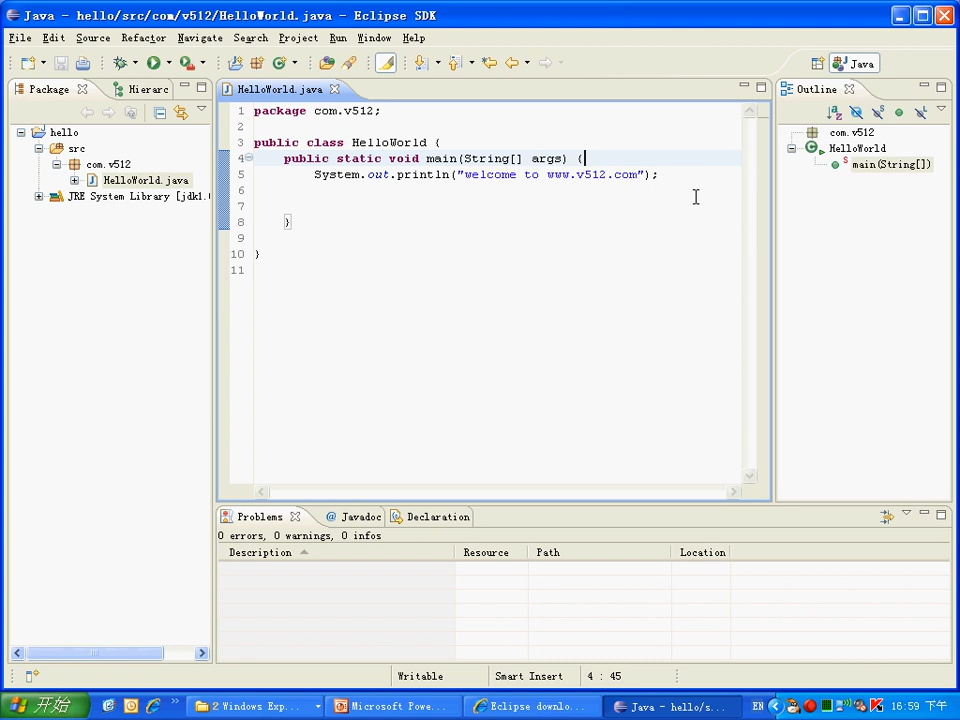 Java - hello/src/com/v512/HelloWorld.java - Eclipse SDK
File Edit Source Refactor Navigate Search Project Run Window Help
Java
Package Hierarc
hello
src
com.v512
HelloWorld.java
JRE System Library [jdk1.
HelloWorld.java
1 package com.v512;
2
3 public class HelloWorld {
4 public static void main(String[] args) {
5 System.out.println("welcome to www.v512.com");
6
7
8 }
9
10 }
11
Outline
com.v512
HelloWorld
main(String[])
Problems @ Javadoc Declaration
0 errors, 0 warnings, 0 infos
Description Resource Path Location
Writable Smart Insert 4 : 45
开始 2 Windows Exp... Microsoft Powe... Eclipse downlo... Java - hello/s... EN 16:59 下午